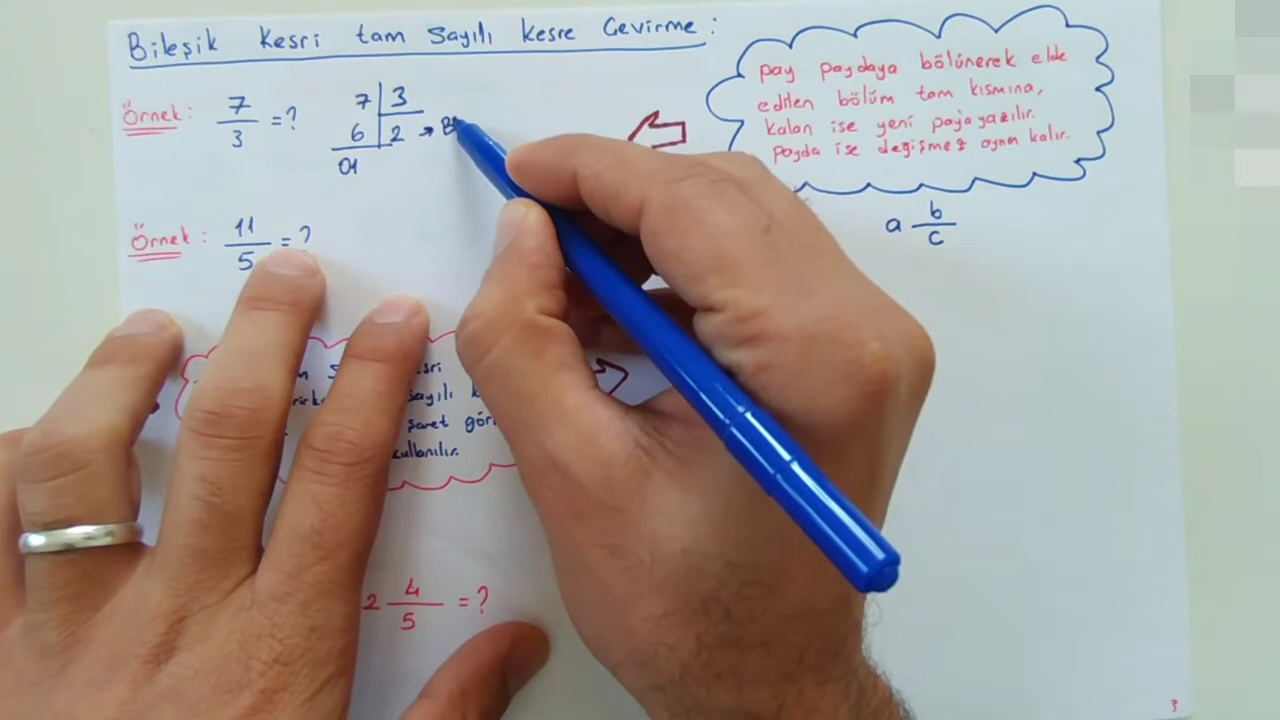 Bileşik Kesri tam Sayılı Kesre Çevirme :
Örnek : 7/3 = ?
7 3
6 2 →
01
pay paydaya bölünerek elde
edilen bölüm tam kısmına,
kalan ise yeni paya yazılır.
payda ise değişmez aynen kalır.
a b/c
Örnek : 11/5 = ?
sayılı
kullanılır.
2 4/5 = ?
3